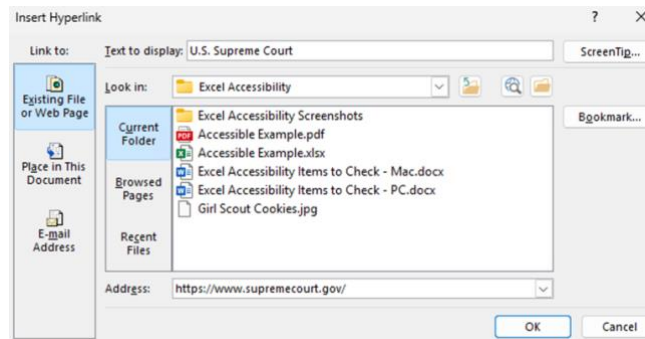 Insert Hyperlink ? X
Link to:
Text to display: U.S. Supreme Court
ScreenTip...
Existing File
or Web Page
Place in This
Document
E-mail
Address
Look in: Excel Accessibility
Bookmark...
Current
Folder
Browsed
Pages
Recent
Files
Excel Accessibility Screenshots
Accessible Example.pdf
Accessible Example.xlsx
Excel Accessibility Items to Check - Mac.docx
Excel Accessibility Items to Check - PC.docx
Girl Scout Cookies.jpg
Address: https://www.supremecourt.gov/
OK
Cancel